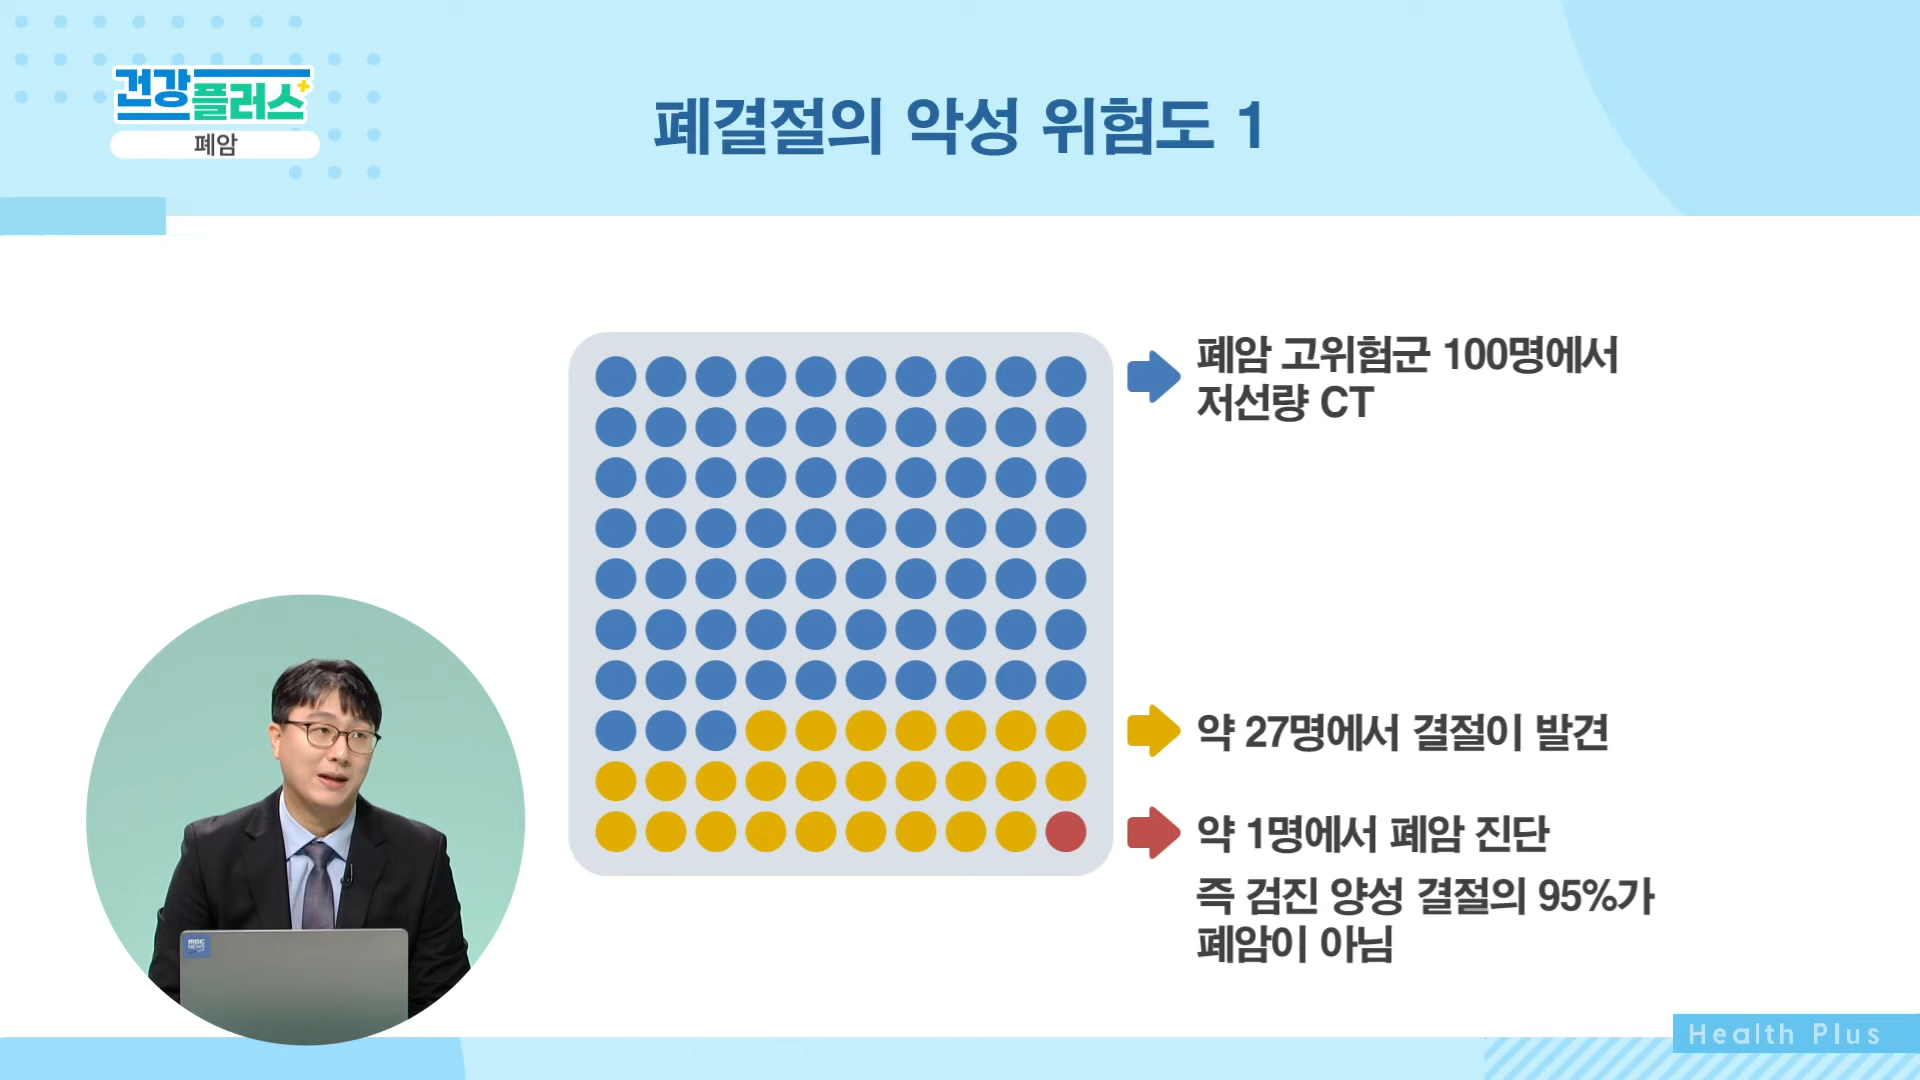 건강플러스
폐암
폐결절의 악성 위험도 1
폐암 고위험군 100명에서
저선량 CT
약 27명에서 결절이 발견
약 1명에서 폐암 진단
즉 검진 양성 결절의 95%가
폐암이 아님
MBC
NEWS
Health Plus